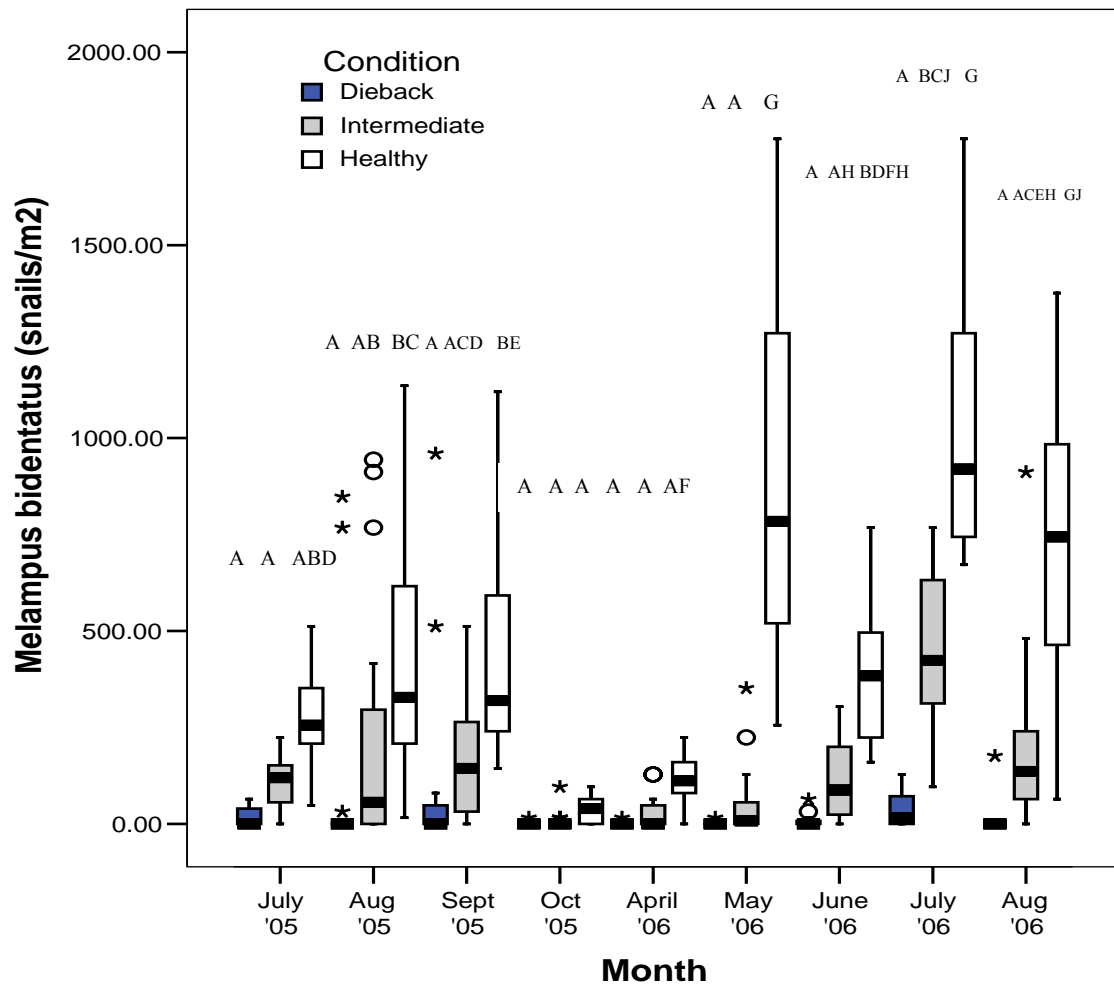 2000.00
1500.00
1000.00
500.00
0.00
Melampus bidentatus (snails/m2)
Condition
Dieback
Intermediate
Healthy
A A ABD
A AB BC
A ACD BE
A A A
A A AF
A A G
A AH BDFH
A BCJ G
A ACEH GJ
July '05
Aug '05
Sept '05
Oct '05
April '06
May '06
June '06
July '06
Aug '06
Month